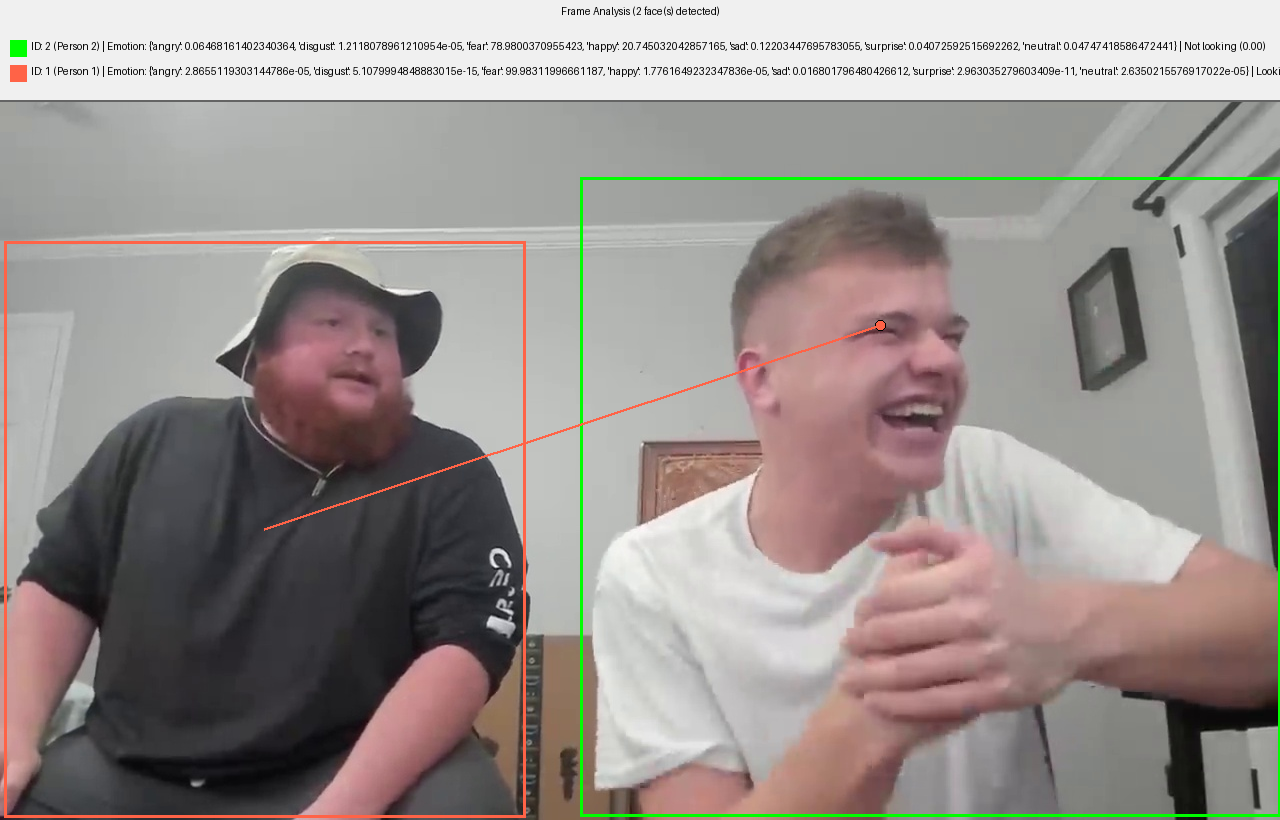 Frame Analysis (2 face(s) detected)
ID: 2 (Person 2) | Emotion: {'angry': 0.06468161402340364, 'disgust': 1.2118078961210954e-05, 'fear': 78.9800370955423, 'happy': 20.745032042857165, 'sad': 0.12203447695783055, 'surprise': 0.04072592515692262, 'neutral': 0.04747418586472441} | Not looking (0.00)
ID: 1 (Person 1) | Emotion: {'angry': 2.8655119303144786e-05, 'disgust': 5.1079994848883015e-15, 'fear': 99.98311996661187, 'happy': 1.7761649232347836e-05, 'sad': 0.016801796480426612, 'surprise': 2.963035279603409e-11, 'neutral': 2.6350215576917022e-05} | Looki